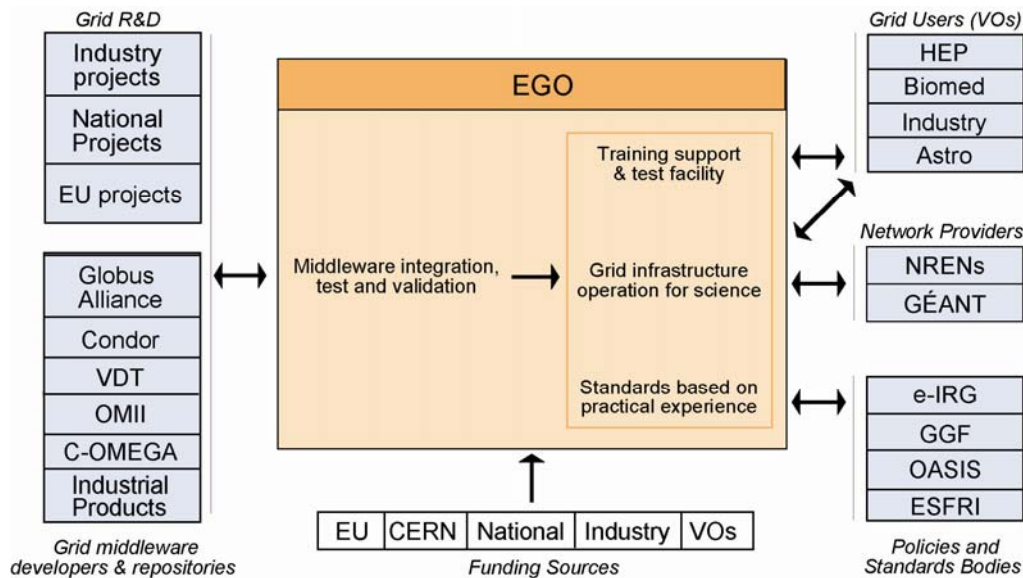 Grid R&D
Industry
projects
National
Projects
EU projects
Globus
Alliance
Condor
VDT
OMII
C-OMEGA
Industrial
Products
Grid middleware
developers & repositories
EGO
Middleware integration,
test and validation
Training support
& test facility
Grid infrastructure
operation for science
Standards based on
practical experience
EU
CERN
National
Industry
VOs
Funding Sources
Grid Users (VOs)
HEP
Biomed
Industry
Astro
Network Providers
NRENs
GÉANT
e-IRG
GGF
OASIS
ESFRI
Policies and
Standards Bodies